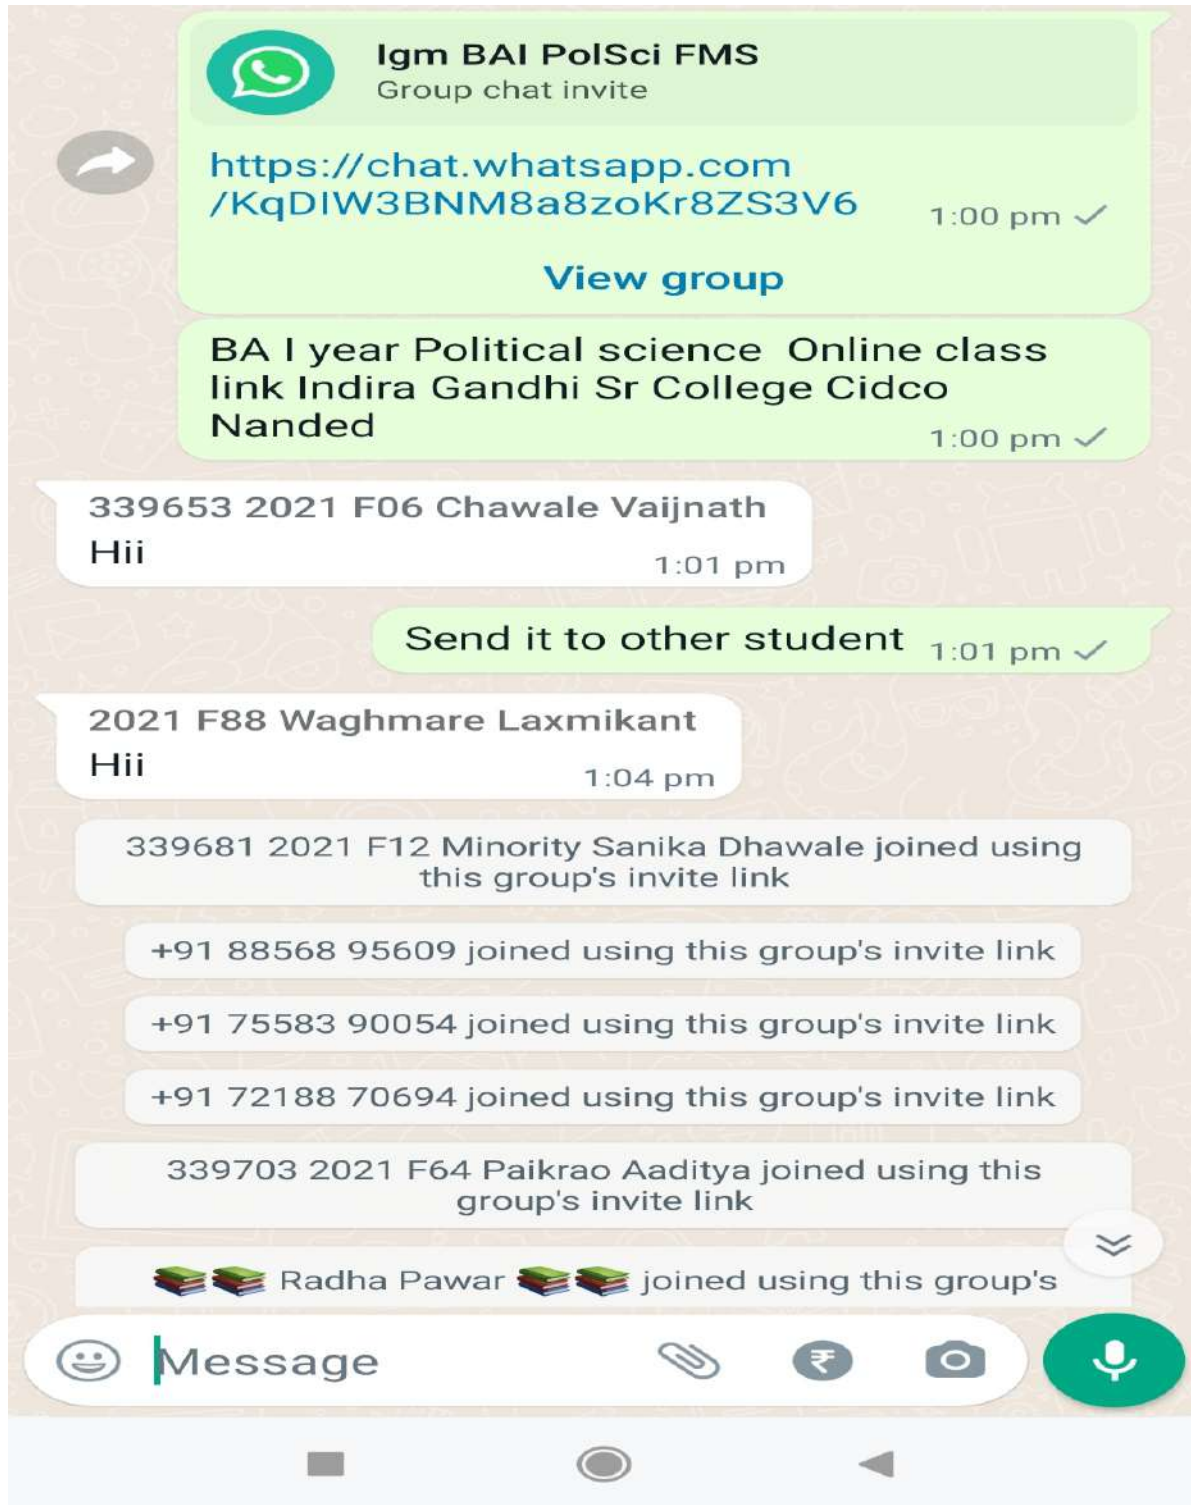 Igm BAI PolSci FMS
Group chat invite
https://chat.whatsapp.com
/KqDIW3BNM8a8zoKr8ZS3V6
1:00 pm
View group
BA I year Political science  Online class
link Indira Gandhi Sr College Cidco
Nanded
1:00 pm
339653 2021 F06 Chawale Vaijnath
Hii
1:01 pm
Send it to other student
1:01 pm
2021 F88 Waghmare Laxmikant
Hii
1:04 pm
339681 2021 F12 Minority Sanika Dhawale joined using
this group's invite link
+91 88568 95609 joined using this group's invite link
+91 75583 90054 joined using this group's invite link
+91 72188 70694 joined using this group's invite link
339703 2021 F64 Paikrao Aaditya joined using this
group's invite link
📚📚 Radha Pawar 📚📚 joined using this group's
Message
₹